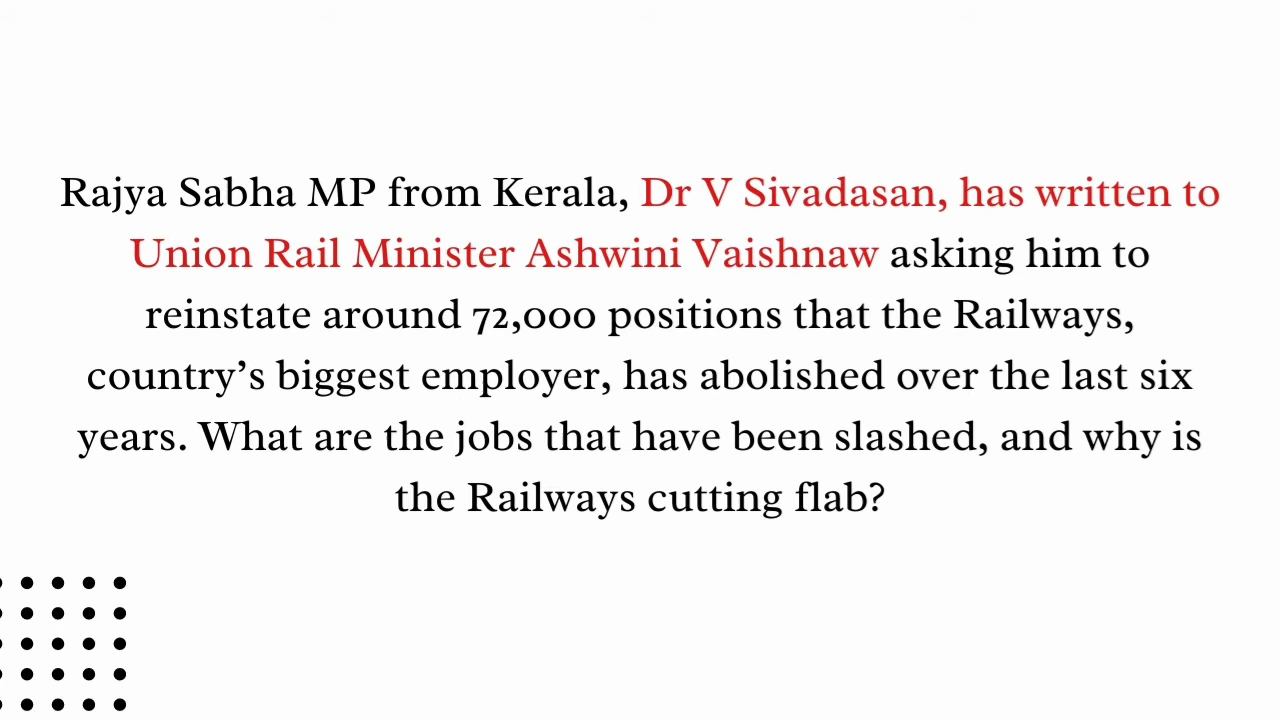 Rajya Sabha MP from Kerala, Dr V Sivadasan, has written to
Union Rail Minister Ashwini Vaishnaw asking him to
reinstate around 72,000 positions that the Railways,
country’s biggest employer, has abolished over the last six
years. What are the jobs that have been slashed, and why is
the Railways cutting flab?